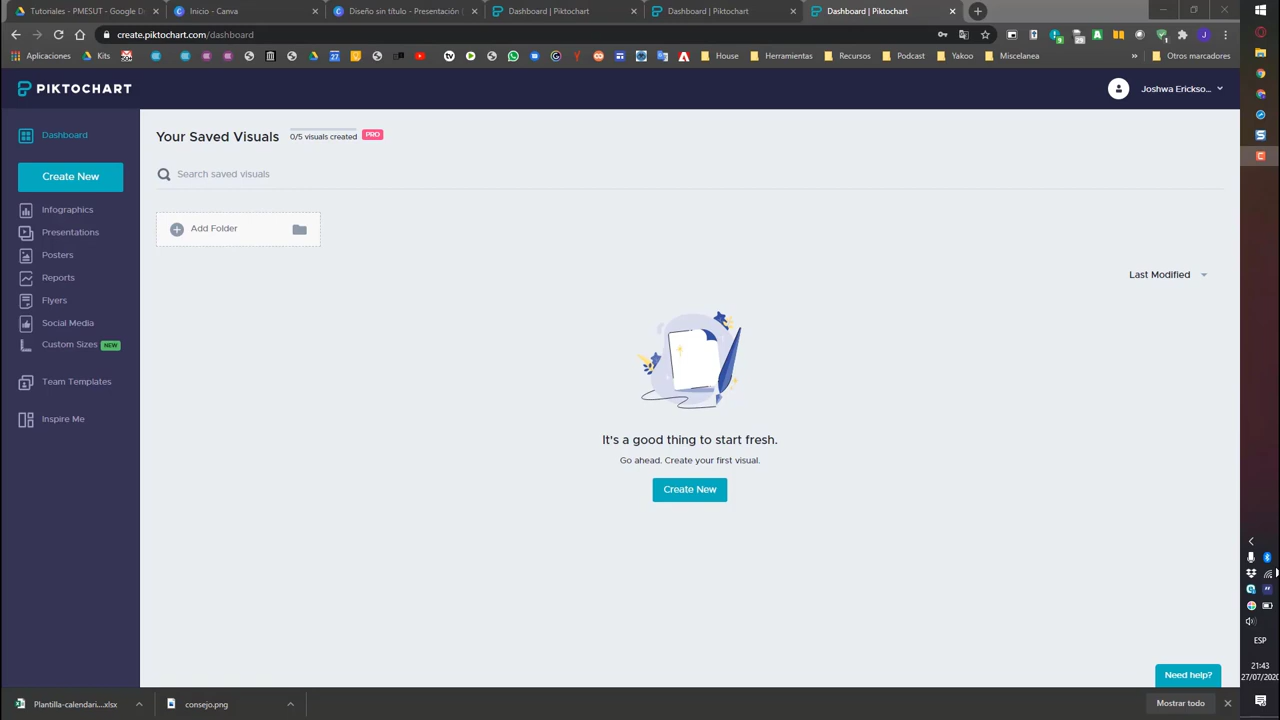 Tutoriales - PMESUT - Google D
Inicio - Canva
Diseño sin título - Presentación
Dashboard | Piktochart
Dashboard | Piktochart
Dashboard | Piktochart
create.piktochart.com/dashboard
Aplicaciones
Kits
House
Herramientas
Recursos
Podcast
Yakoo
Miscelanea
»
Otros marcadores
PIKTOCHART
Joshwa Erickso...
Dashboard
Create New
Infographics
Presentations
Posters
Reports
Flyers
Social Media
Custom Sizes NEW
Team Templates
Inspire Me
Your Saved Visuals
0/5 visuals created
PRO
Search saved visuals
Add Folder
Last Modified
It's a good thing to start fresh.
Go ahead. Create your first visual.
Create New
Need help?
Plantilla-calendari....xlsx
consejo.png
Mostrar todo
ESP
21:43
27/07/2020